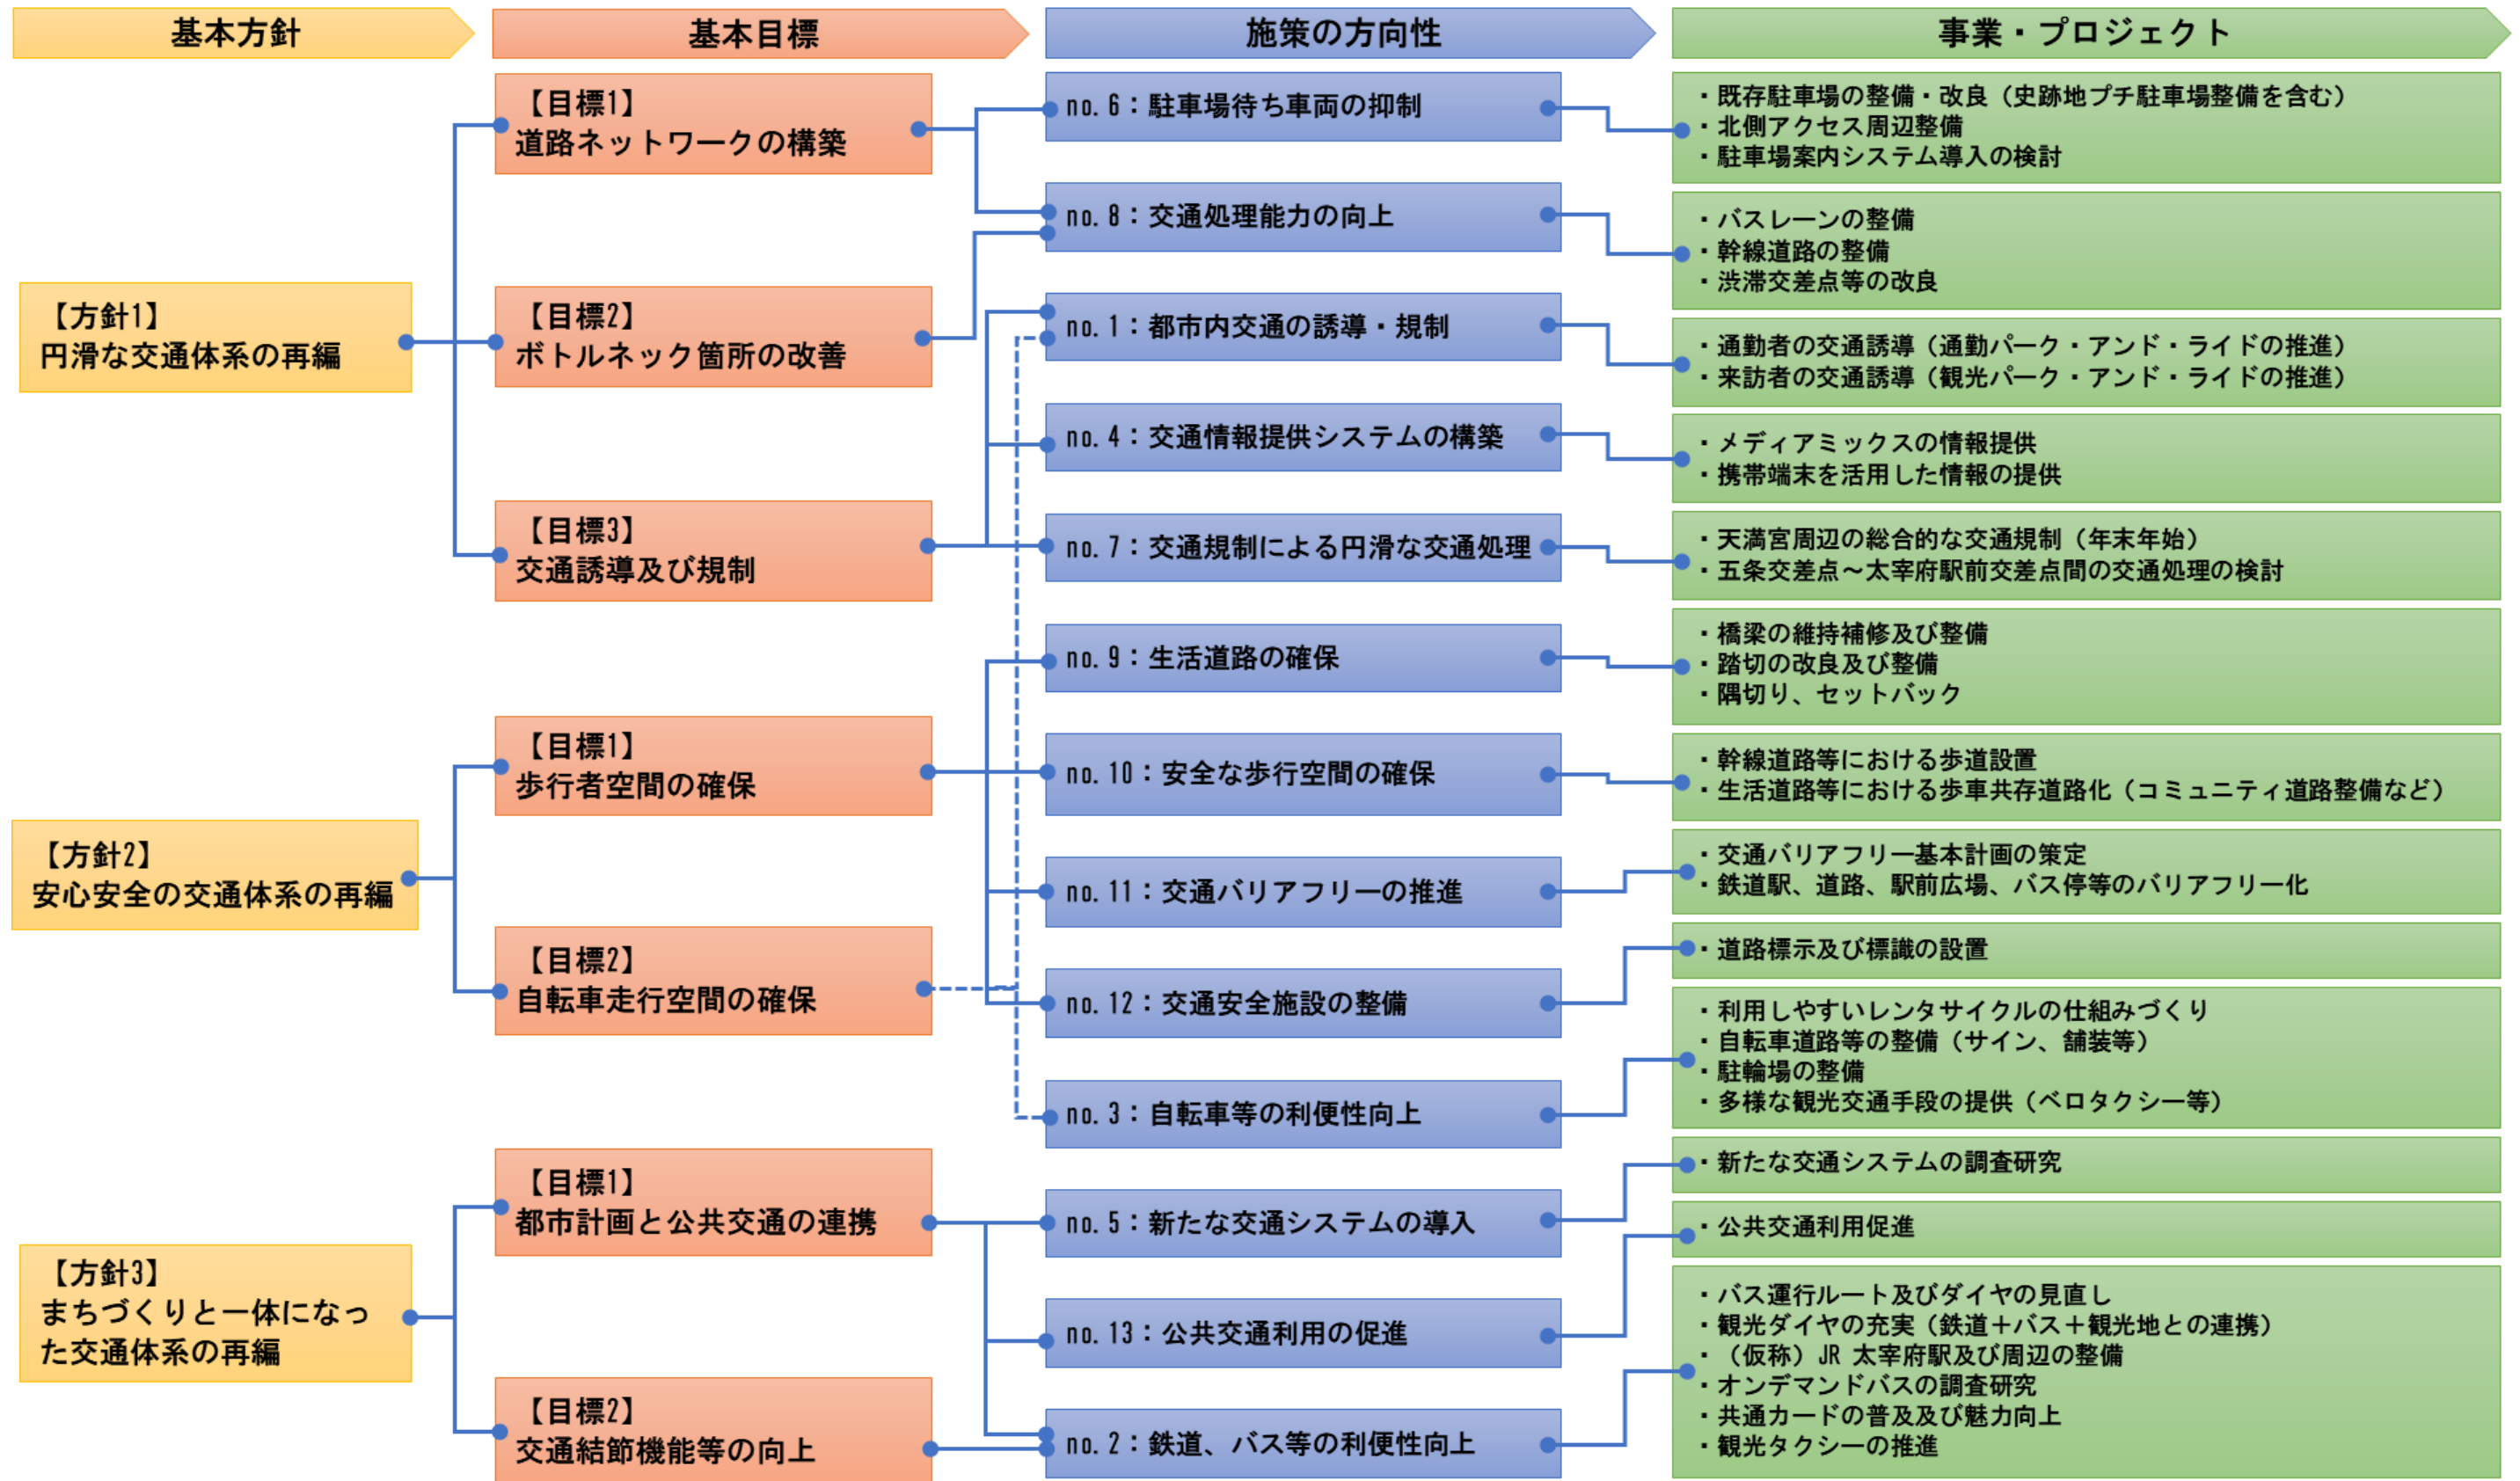 基本方針
基本目標
施策の方向性
事業・プロジェクト
【方針1】
円滑な交通体系の再編
【方針2】
安心安全の交通体系の再編
【方針3】
まちづくりと一体になっ
た交通体系の再編
【目標1】
道路ネットワークの構築
【目標2】
ボトルネック箇所の改善
【目標3】
交通誘導及び規制
【目標1】
歩行者空間の確保
【目標2】
自転車走行空間の確保
【目標1】
都市計画と公共交通の連携
【目標2】
交通結節機能等の向上
no. 6：駐車場待ち車両の抑制
no. 8：交通処理能力の向上
no. 1：都市内交通の誘導・規制
no. 4：交通情報提供システムの構築
no. 7：交通規制による円滑な交通処理
no. 9：生活道路の確保
no. 10：安全な歩行空間の確保
no. 11：交通バリアフリーの推進
no. 12：交通安全施設の整備
no. 3：自転車等の利便性向上
no. 5：新たな交通システムの導入
no. 13：公共交通利用の促進
no. 2：鉄道、バス等の利便性向上
・既存駐車場の整備・改良（史跡地プチ駐車場整備を含む）
・北側アクセス周辺整備
・駐車場案内システム導入の検討
・バスレーンの整備
・幹線道路の整備
・渋滞交差点等の改良
・通勤者の交通誘導（通勤パーク・アンド・ライドの推進）
・来訪者の交通誘導（観光パーク・アンド・ライドの推進）
・メディアミックスの情報提供
・携帯端末を活用した情報の提供
・天満宮周辺の総合的な交通規制（年末年始）
・五条交差点～太宰府駅前交差点間の交通処理の検討
・橋梁の維持補修及び整備
・踏切の改良及び整備
・隅切り、セットバック
・幹線道路等における歩道設置
・生活道路等における歩車共存道路化（コミュニティ道路整備など）
・交通バリアフリー基本計画の策定
・鉄道駅、道路、駅前広場、バス停等のバリアフリー化
・道路標示及び標識の設置
・利用しやすいレンタサイクルの仕組みづくり
・自転車道路等の整備（サイン、舗装等）
・駐輪場の整備
・多様な観光交通手段の提供（ベロタクシー等）
・新たな交通システムの調査研究
・公共交通利用促進
・バス運行ルート及びダイヤの見直し
・観光ダイヤの充実（鉄道＋バス＋観光地との連携）
・（仮称）JR 太宰府駅及び周辺の整備
・オンデマンドバスの調査研究
・共通カードの普及及び魅力向上
・観光タクシーの推進